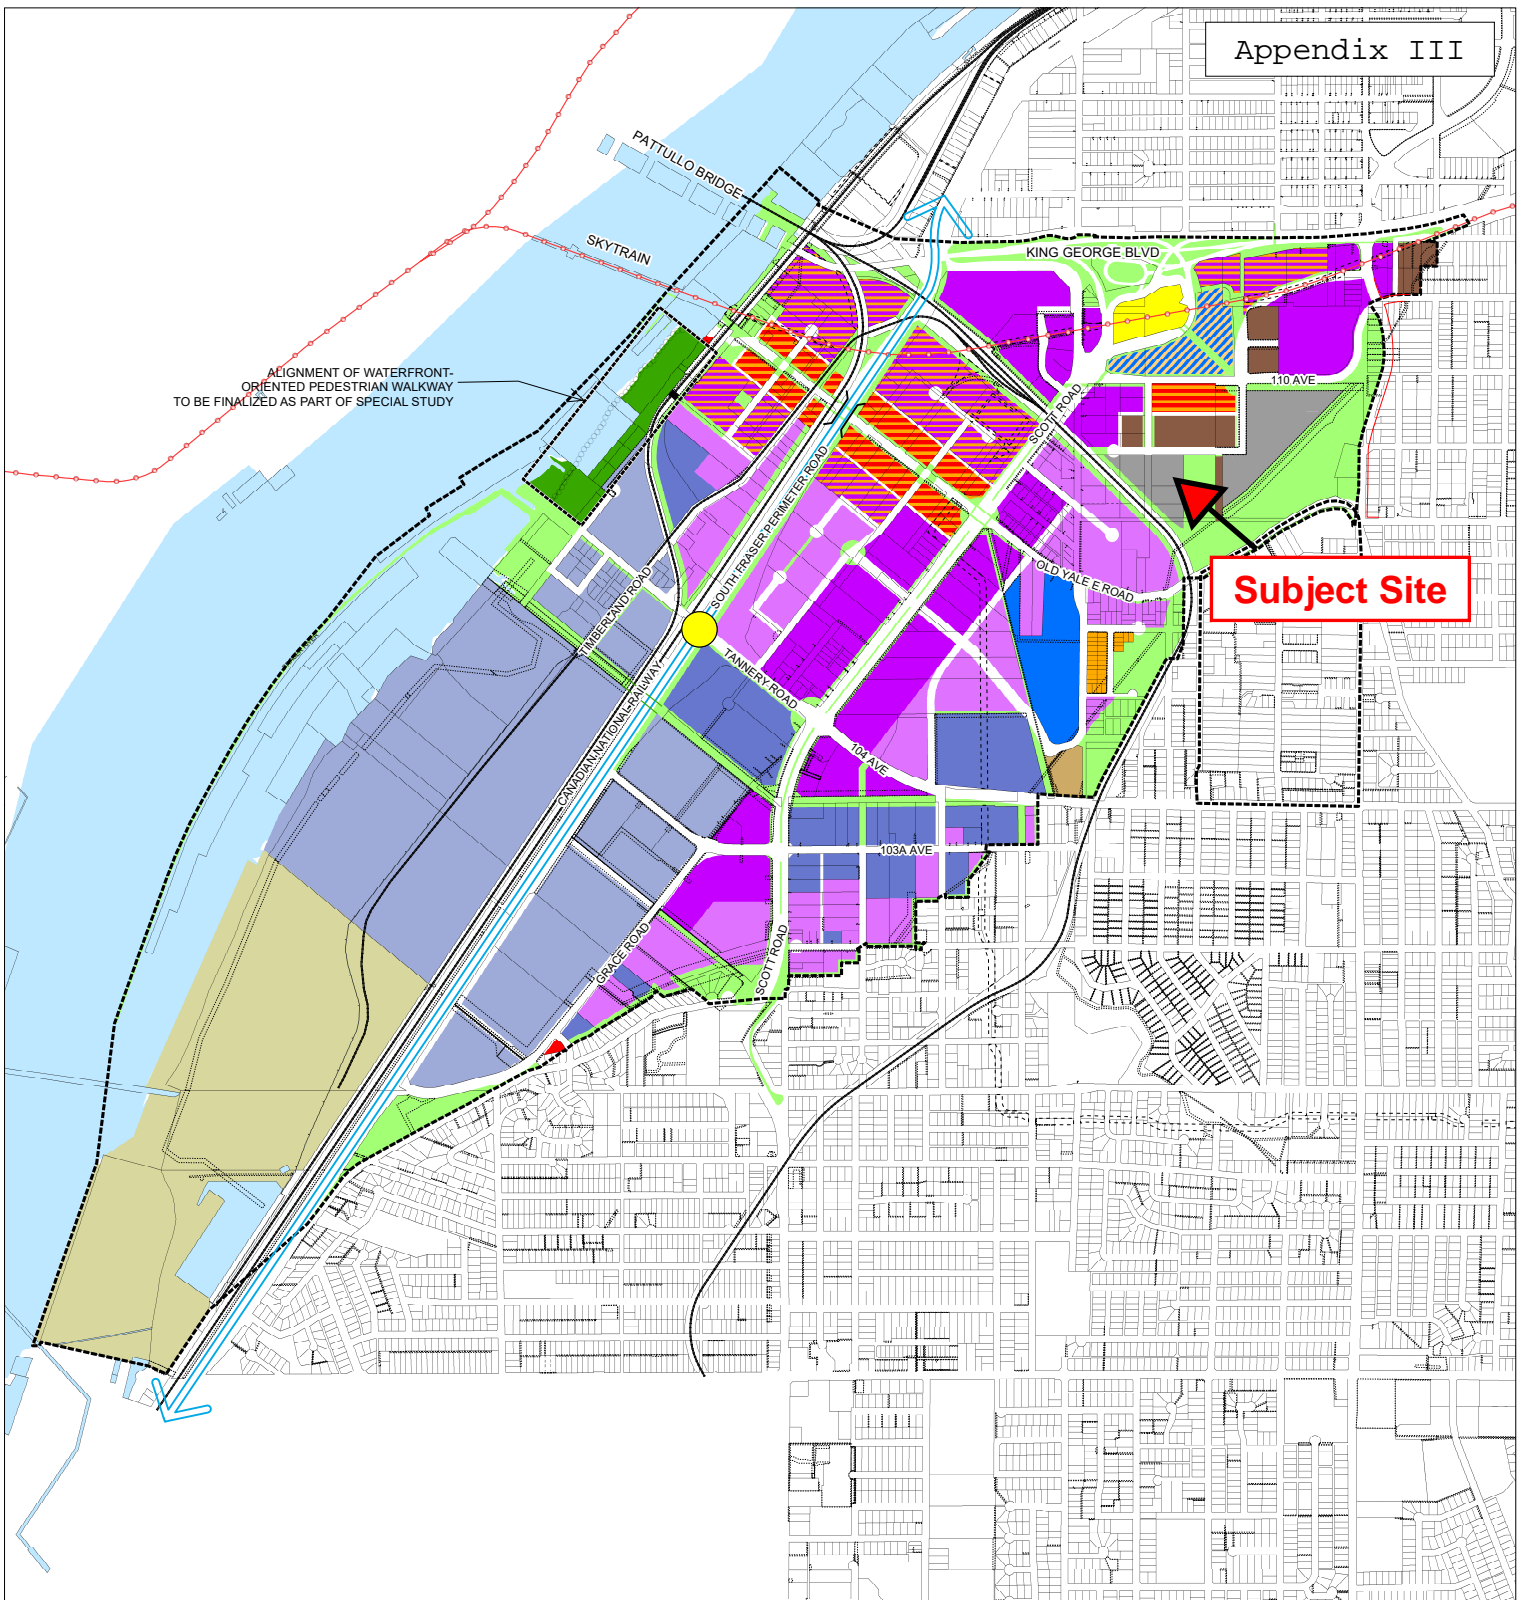 Appendix III
PATTULLO BRIDGE
SKYTRAIN
KING GEORGE BLVD
ALIGNMENT OF WATERFRONT-
ORIENTED PEDESTRIAN WALKWAY
TO BE FINALIZED AS PART OF SPECIAL STUDY
110 AVE
SCOTT ROAD
SOUTH FRASER PERIMETER ROAD
OLD YALE E ROAD
Subject Site
TIMBERLAND ROAD
TANNERY ROAD
CANADIAN NATIONAL RAILWAY
104 AVE
103A AVE
GRACE ROAD
SCOTT ROAD